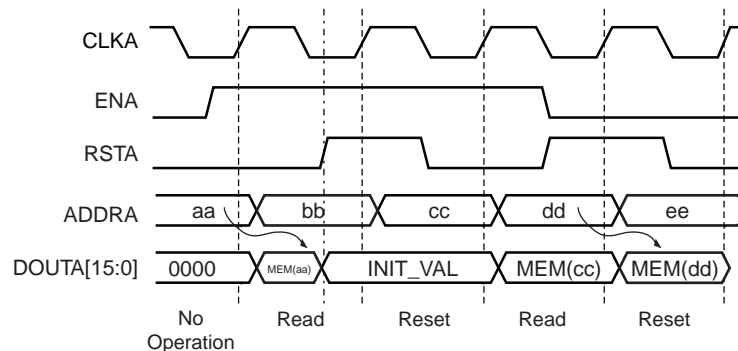 CLKA
ENA
RSTA
ADDRA aa bb cc dd ee
DOUTA[15:0] 0000 MEM(aa) INIT_VAL MEM(cc) MEM(dd)
No Operation Read Reset Read Reset